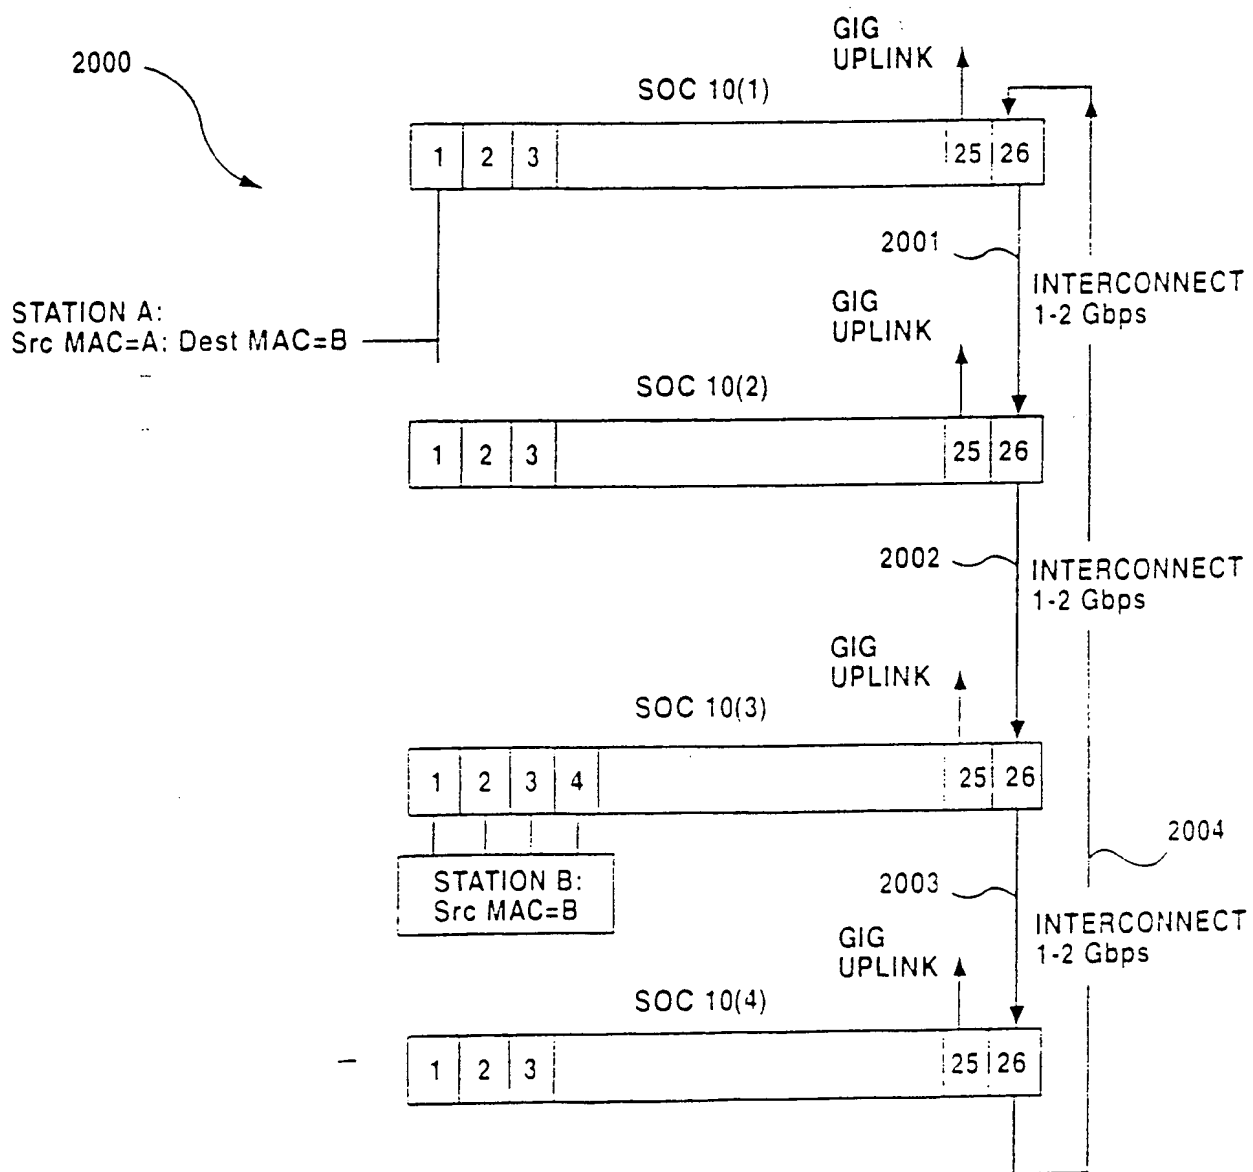 2000
GIG
UPLINK
SOC 10(1)
1 2 3 25 26
2001
INTERCONNECT
1-2 Gbps
STATION A:
Src MAC=A: Dest MAC=B
GIG
UPLINK
SOC 10(2)
1 2 3 25 26
2002
INTERCONNECT
1-2 Gbps
GIG
UPLINK
SOC 10(3)
1 2 3 4 25 26
2004
STATION B:
Src MAC=B
2003
INTERCONNECT
1-2 Gbps
GIG
UPLINK
SOC 10(4)
1 2 3 25 26